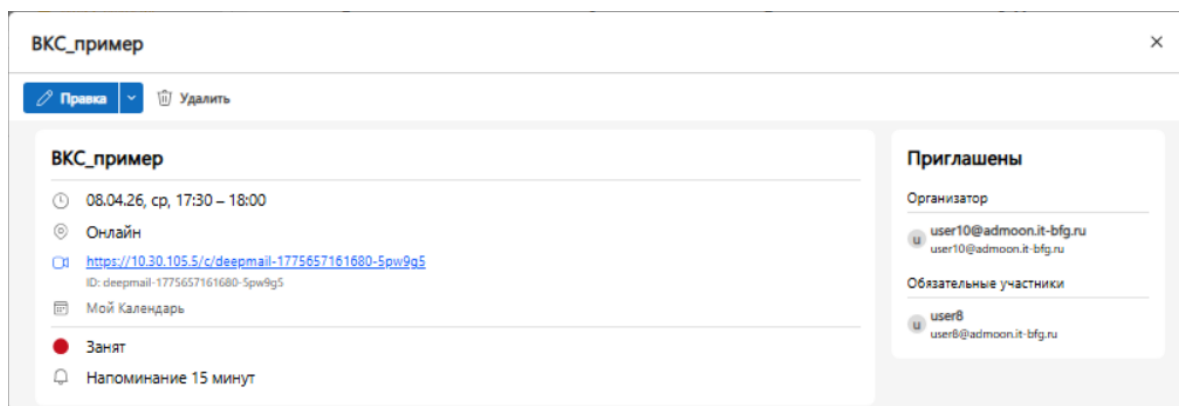 ВКС_пример
Правка
Удалить
ВКС_пример
08.04.26, ср, 17:30 – 18:00
Онлайн
https://10.30.105.5/c/deepmail-1775657161680-5pw9g5
ID: deepmail-1775657161680-5pw9g5
Мой Календарь
Занят
Напоминание 15 минут
Приглашены
Организатор
u user10@admoon.it-bfg.ru
user10@admoon.it-bfg.ru
Обязательные участники
u user8
user8@admoon.it-bfg.ru